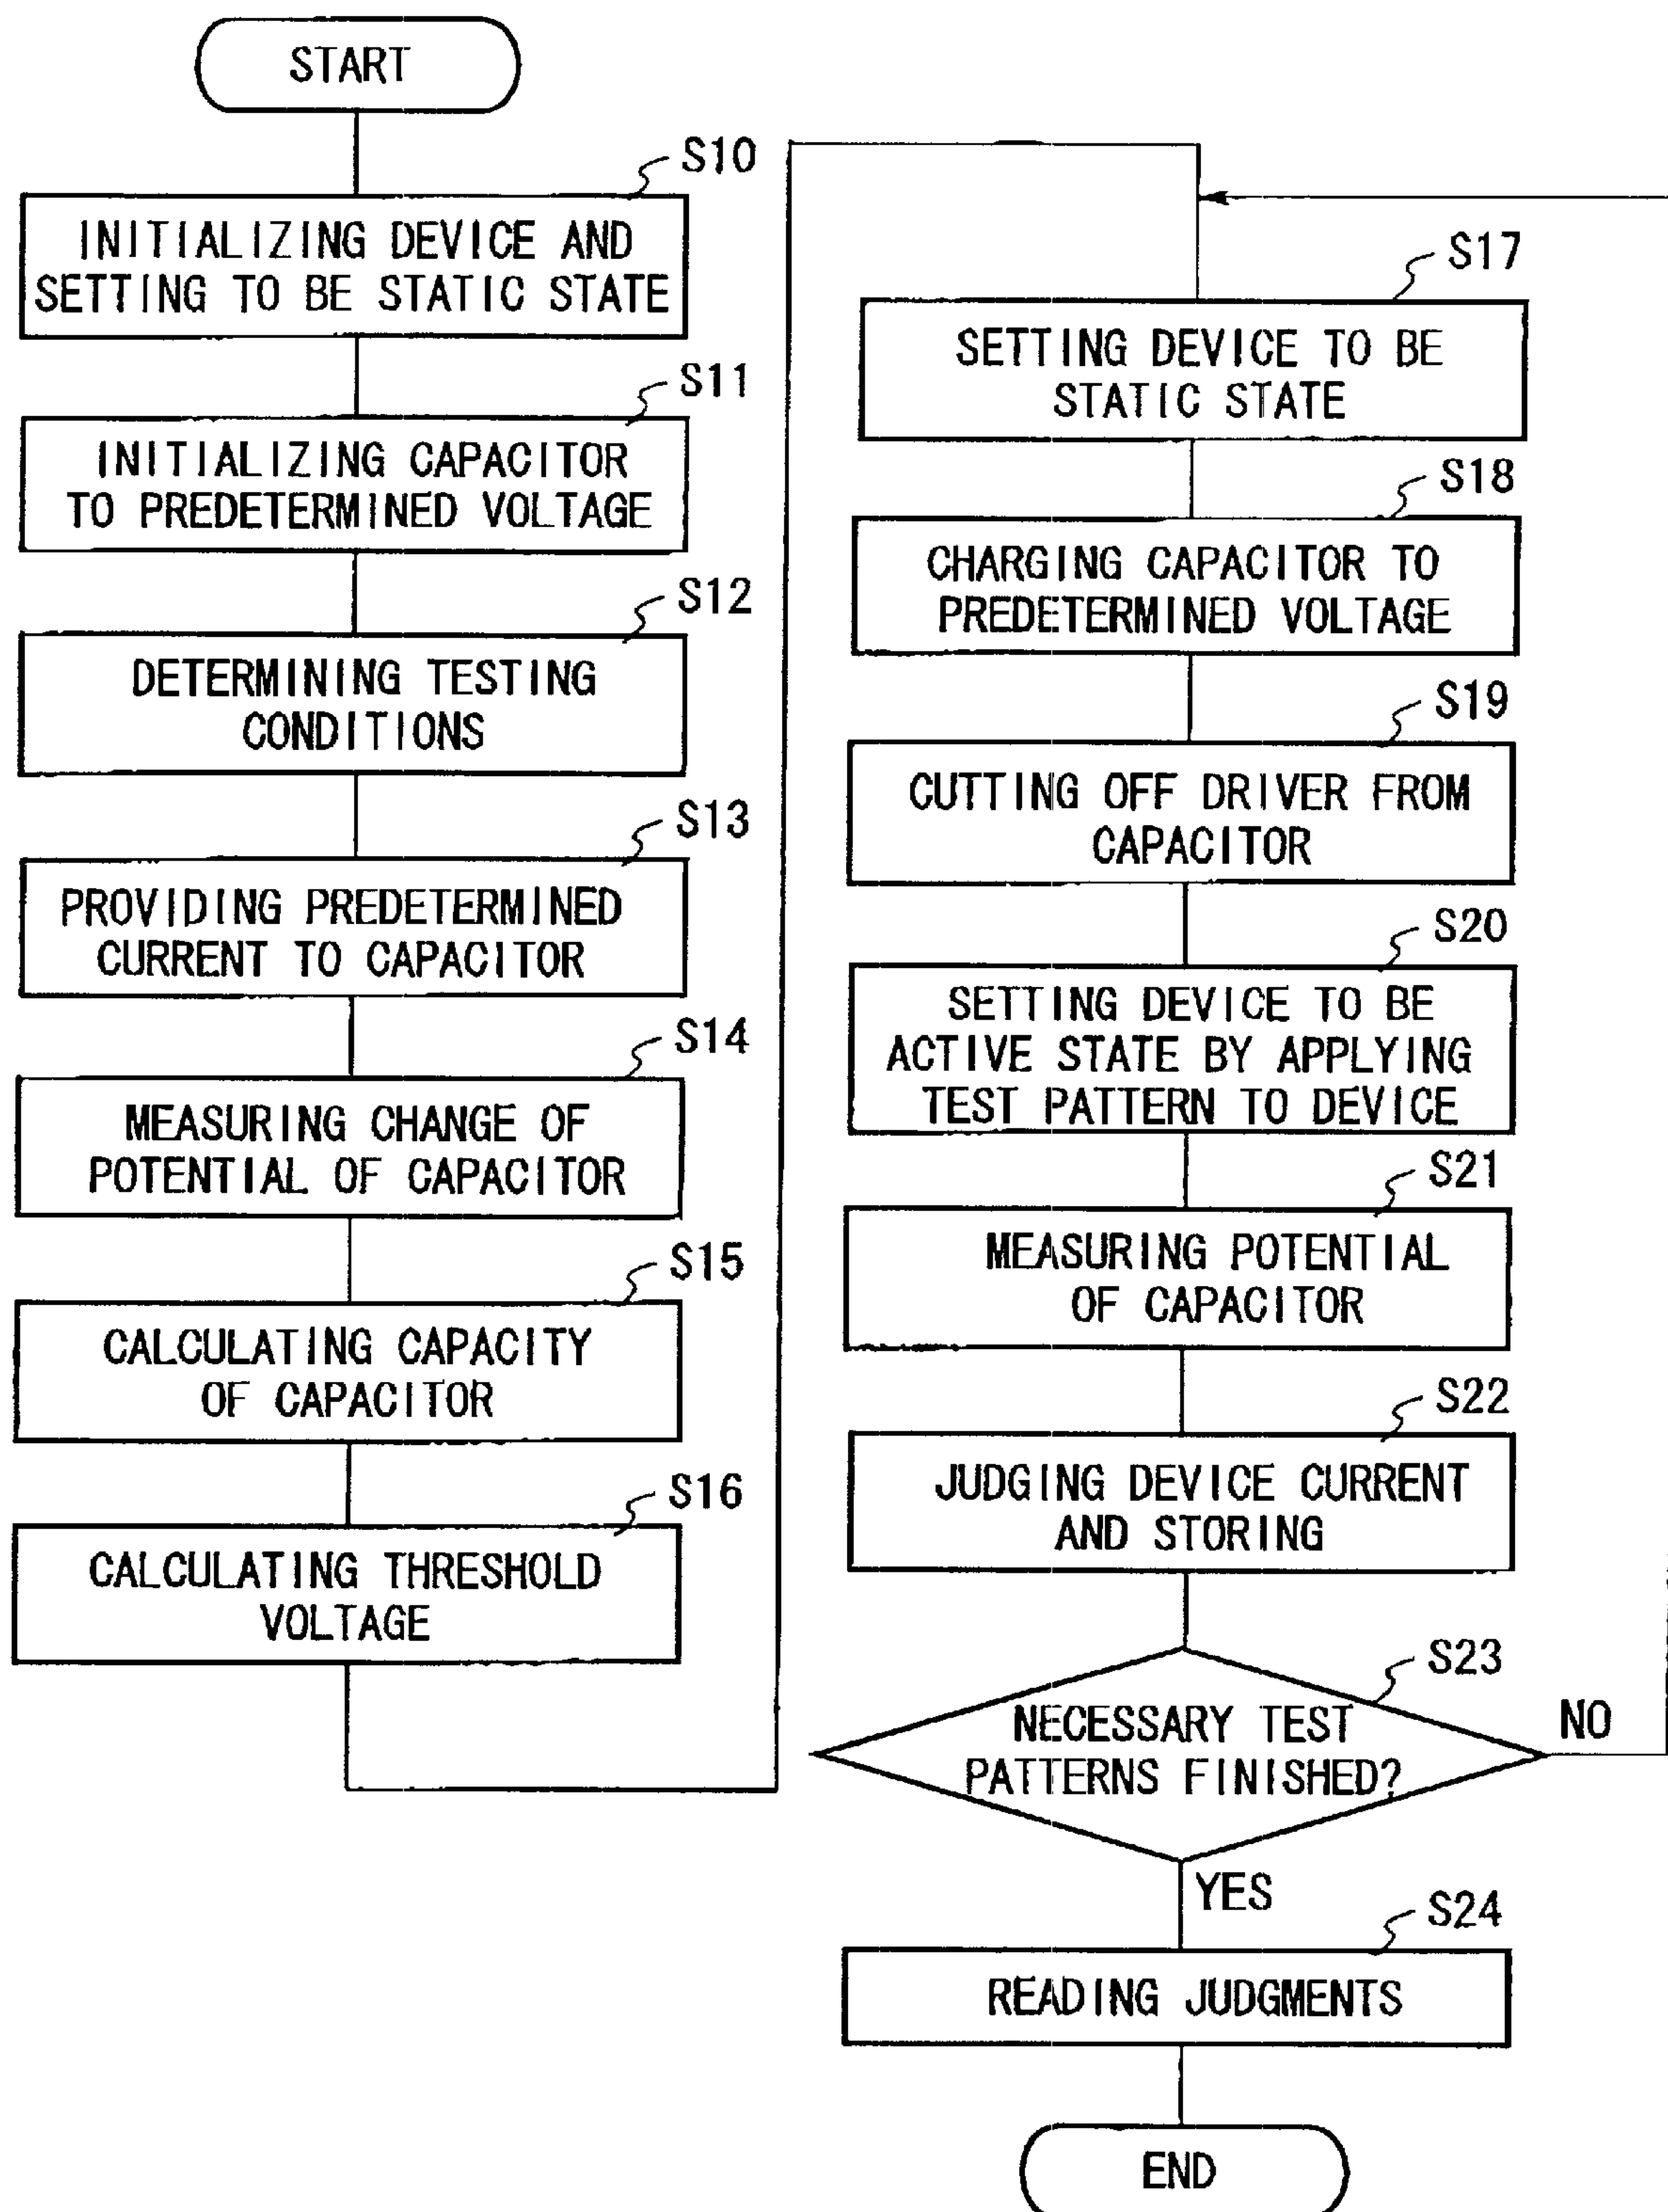 START
S10
INITIALIZING DEVICE AND
SETTING TO BE STATIC STATE
S11
INITIALIZING CAPACITOR
TO PREDETERMINED VOLTAGE
S12
DETERMINING TESTING
CONDITIONS
S13
PROVIDING PREDETERMINED
CURRENT TO CAPACITOR
S14
MEASURING CHANGE OF
POTENTIAL OF CAPACITOR
S15
CALCULATING CAPACITY
OF CAPACITOR
S16
CALCULATING THRESHOLD
VOLTAGE
S17
SETTING DEVICE TO BE
STATIC STATE
S18
CHARGING CAPACITOR TO
PREDETERMINED VOLTAGE
S19
CUTTING OFF DRIVER FROM
CAPACITOR
S20
SETTING DEVICE TO BE
ACTIVE STATE BY APPLYING
TEST PATTERN TO DEVICE
S21
MEASURING POTENTIAL
OF CAPACITOR
S22
JUDGING DEVICE CURRENT
AND STORING
S23
NECESSARY TEST
PATTERNS FINISHED?
NO
YES
S24
READING JUDGMENTS
END